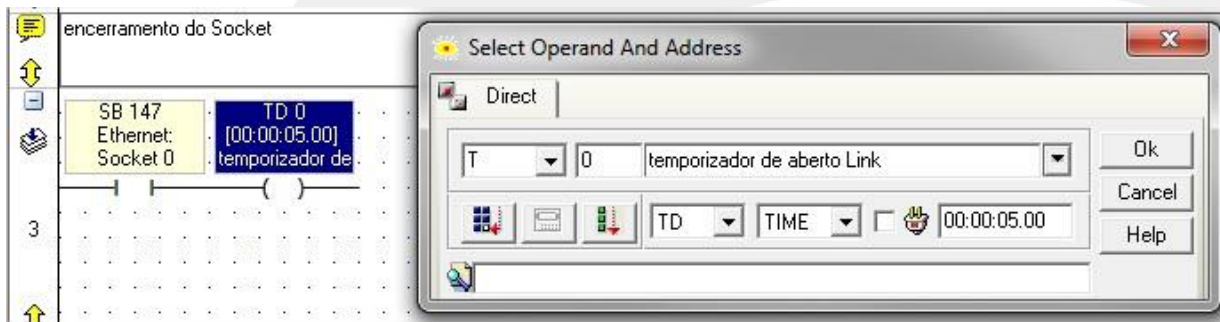 encerramento do Socket
SB 147
Ethernet:
Socket 0
TD 0
[00:00:05.00]
temporizador de
3
Select Operand And Address
Direct
T
0
temporizador de aberto Link
Ok
Cancel
Help
TD
TIME
00:00:05.00